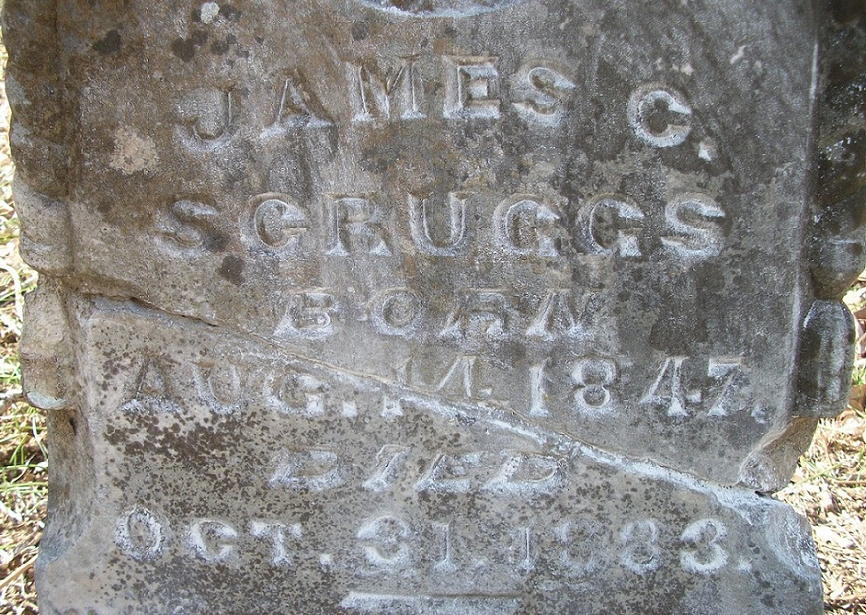 JAMES C.
SCRUGGS
BORN
AUG. 14. 1847.
DIED
OCT. 31. 1883.